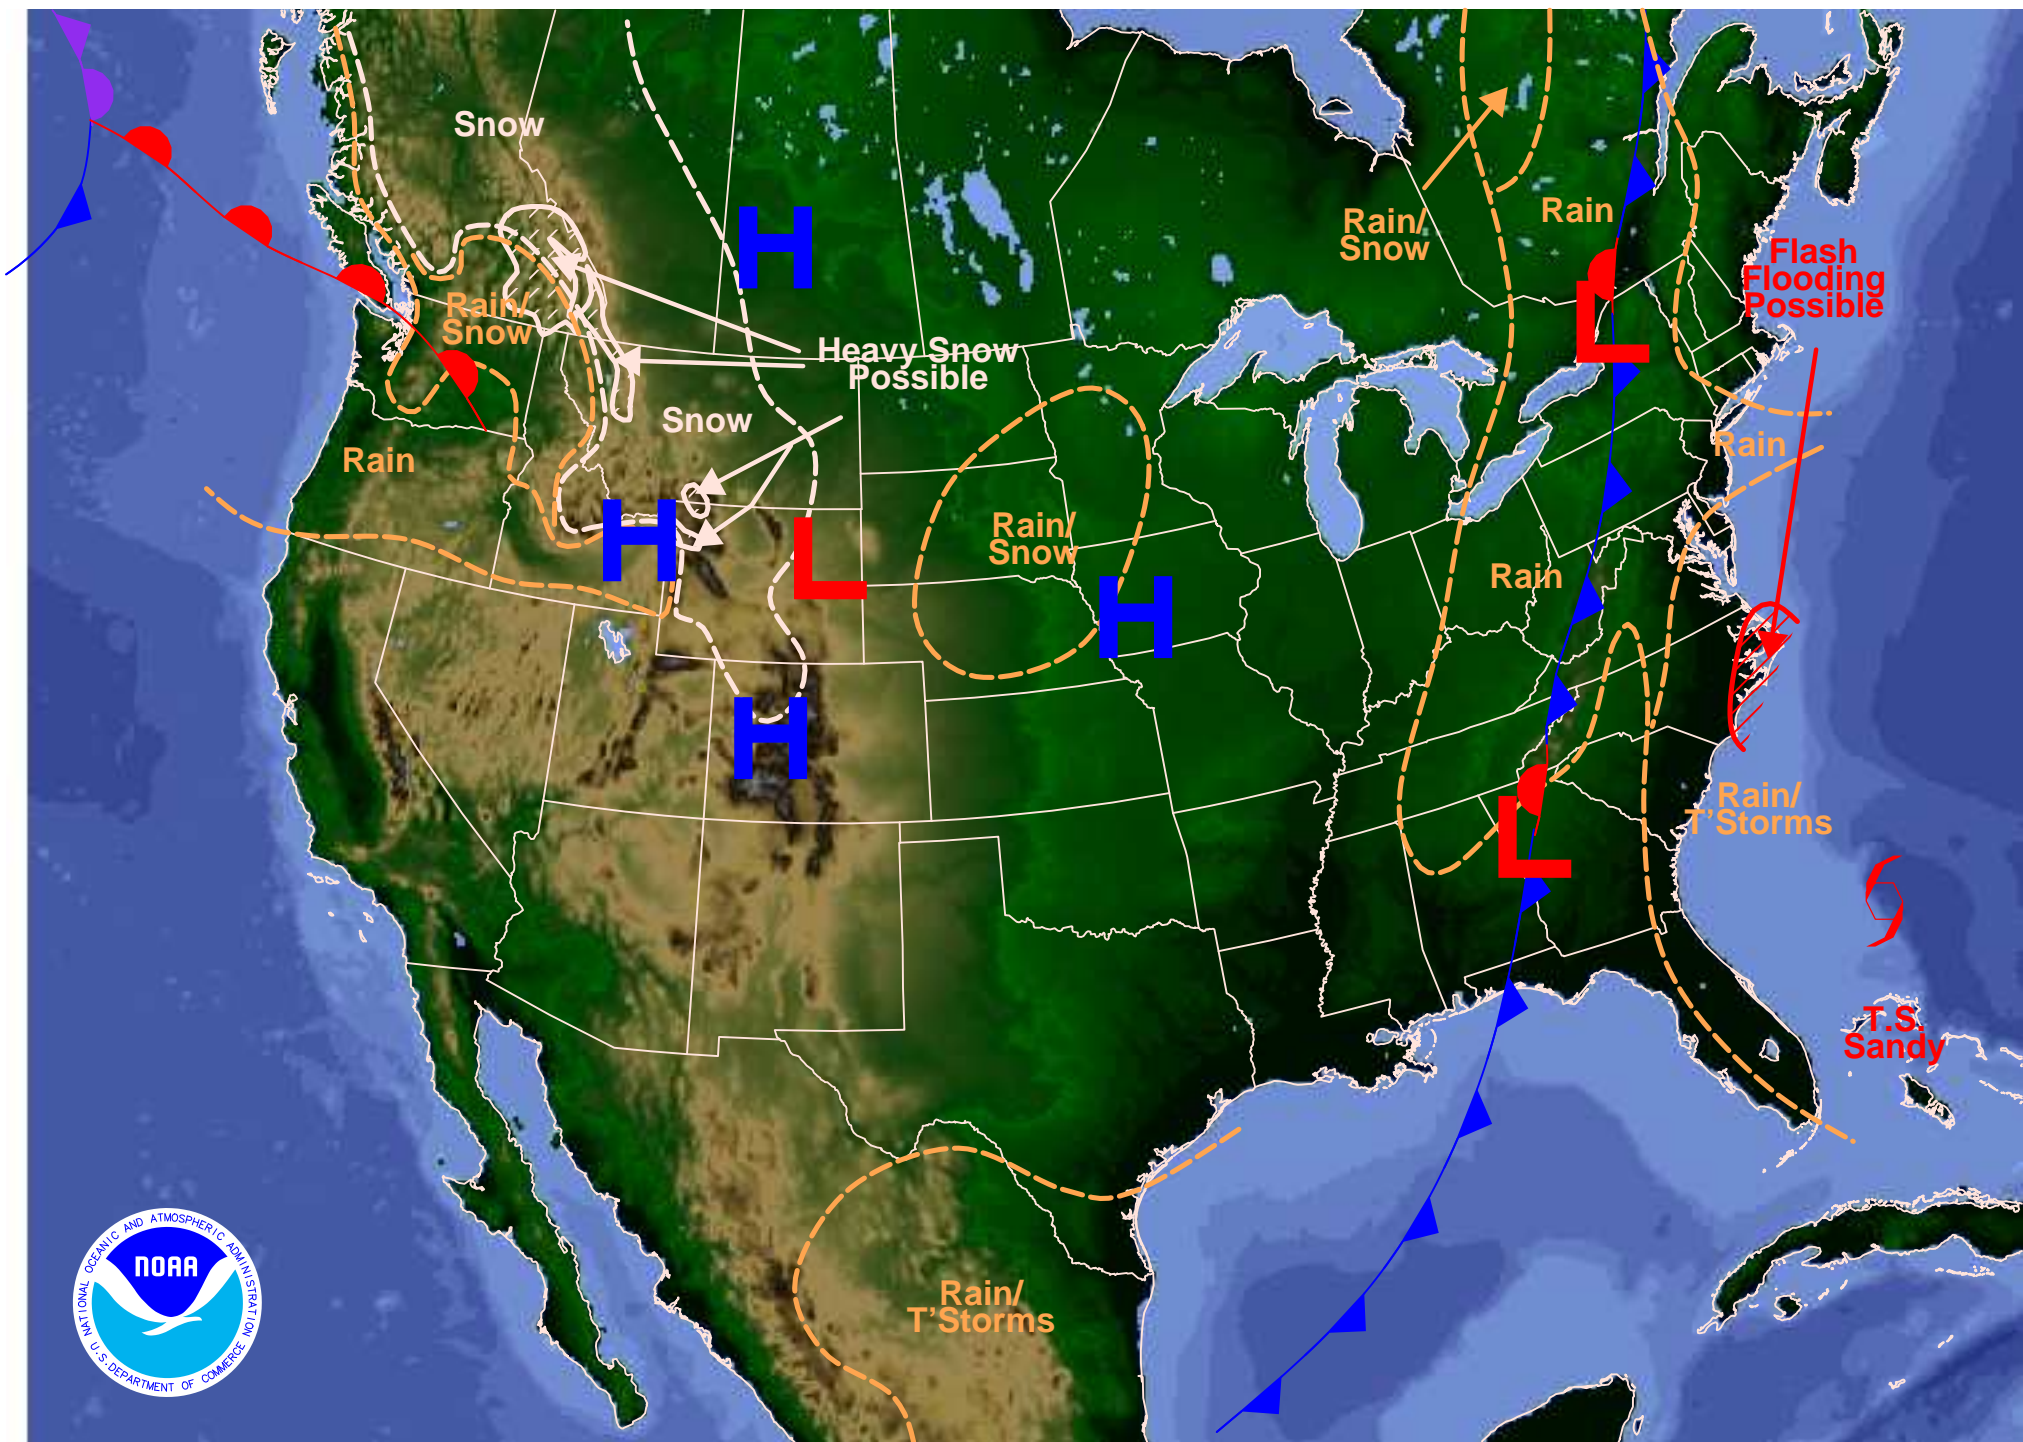 Snow
Rain/
Snow
Rain
Flash
Flooding
Possible
H
Rain/
Snow
L
Heavy Snow
Possible
Snow
Rain
Rain
H
L
Rain/
Snow
Rain
H
H
Rain/
T'Storms
L
T.S.
Sandy
Rain/
T'Storms
NATIONAL OCEANIC AND ATMOSPHERIC ADMINISTRATION
NOAA
U.S. DEPARTMENT OF COMMERCE